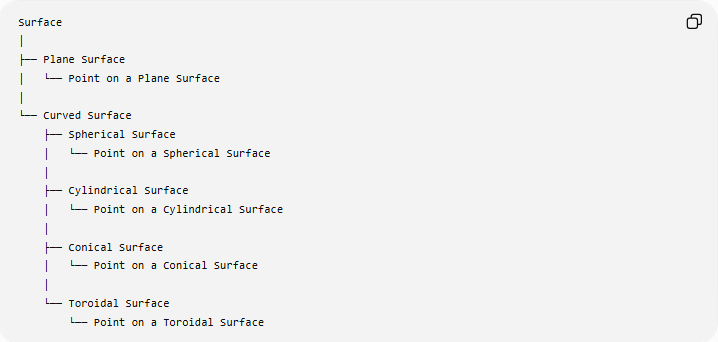 Surface
│
├── Plane Surface
│   └── Point on a Plane Surface
│
└── Curved Surface
    ├── Spherical Surface
    │   └── Point on a Spherical Surface
    │
    ├── Cylindrical Surface
    │   └── Point on a Cylindrical Surface
    │
    ├── Conical Surface
    │   └── Point on a Conical Surface
    │
    └── Toroidal Surface
        └── Point on a Toroidal Surface